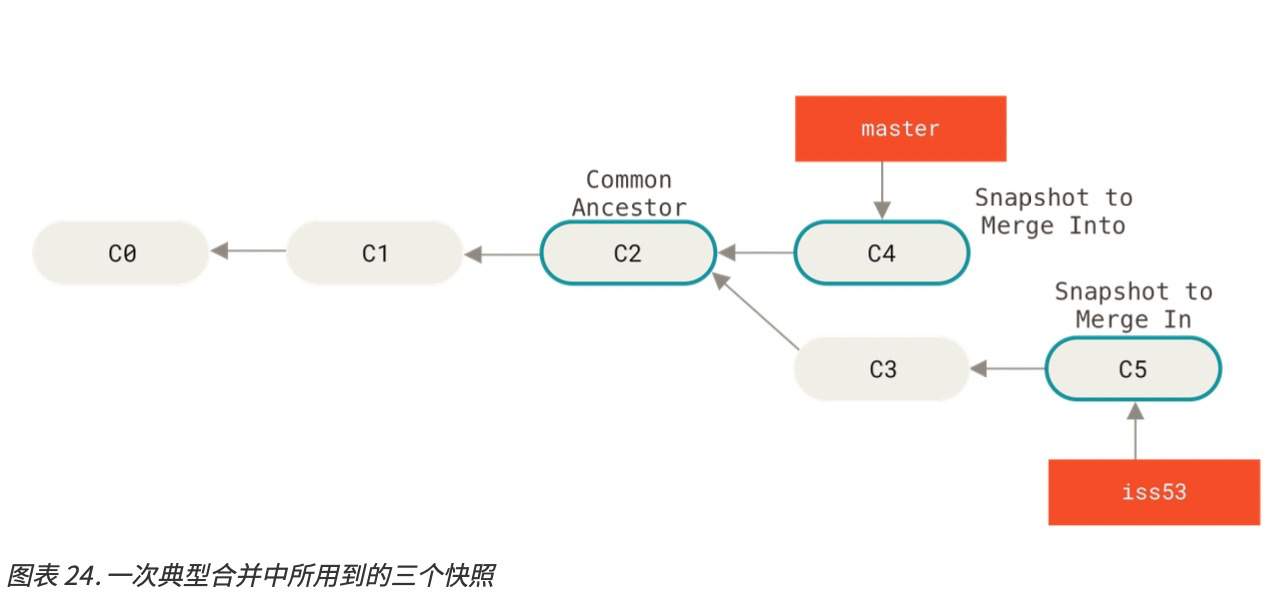 master
Common
Ancestor
Snapshot to
Merge Into
C0
C1
C2
C4
Snapshot to
Merge In
C3
C5
iss53
图表 24. 一次典型合并中所用到的三个快照